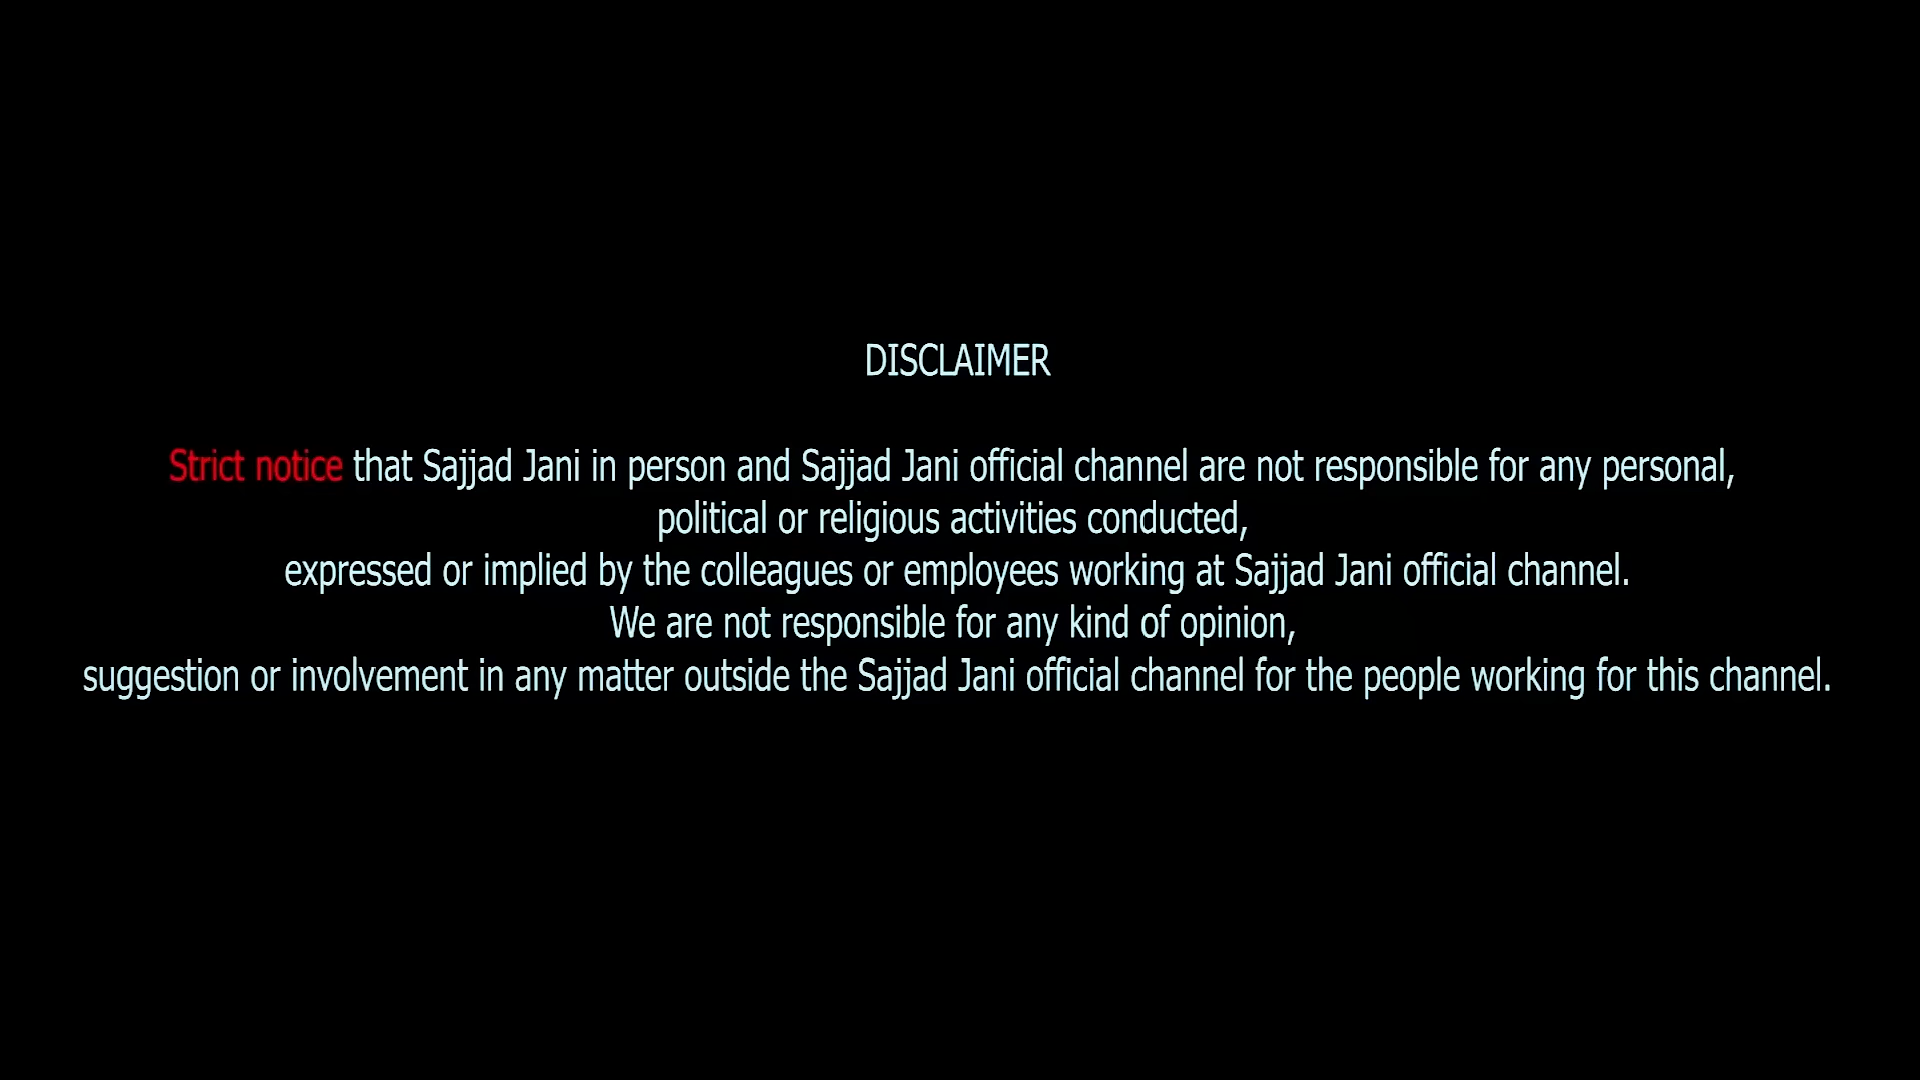 DISCLAIMER
Strict notice that Sajjad Jani in person and Sajjad Jani official channel are not responsible for any personal,
political or religious activities conducted,
expressed or implied by the colleagues or employees working at Sajjad Jani official channel.
We are not responsible for any kind of opinion,
suggestion or involvement in any matter outside the Sajjad Jani official channel for the people working for this channel.